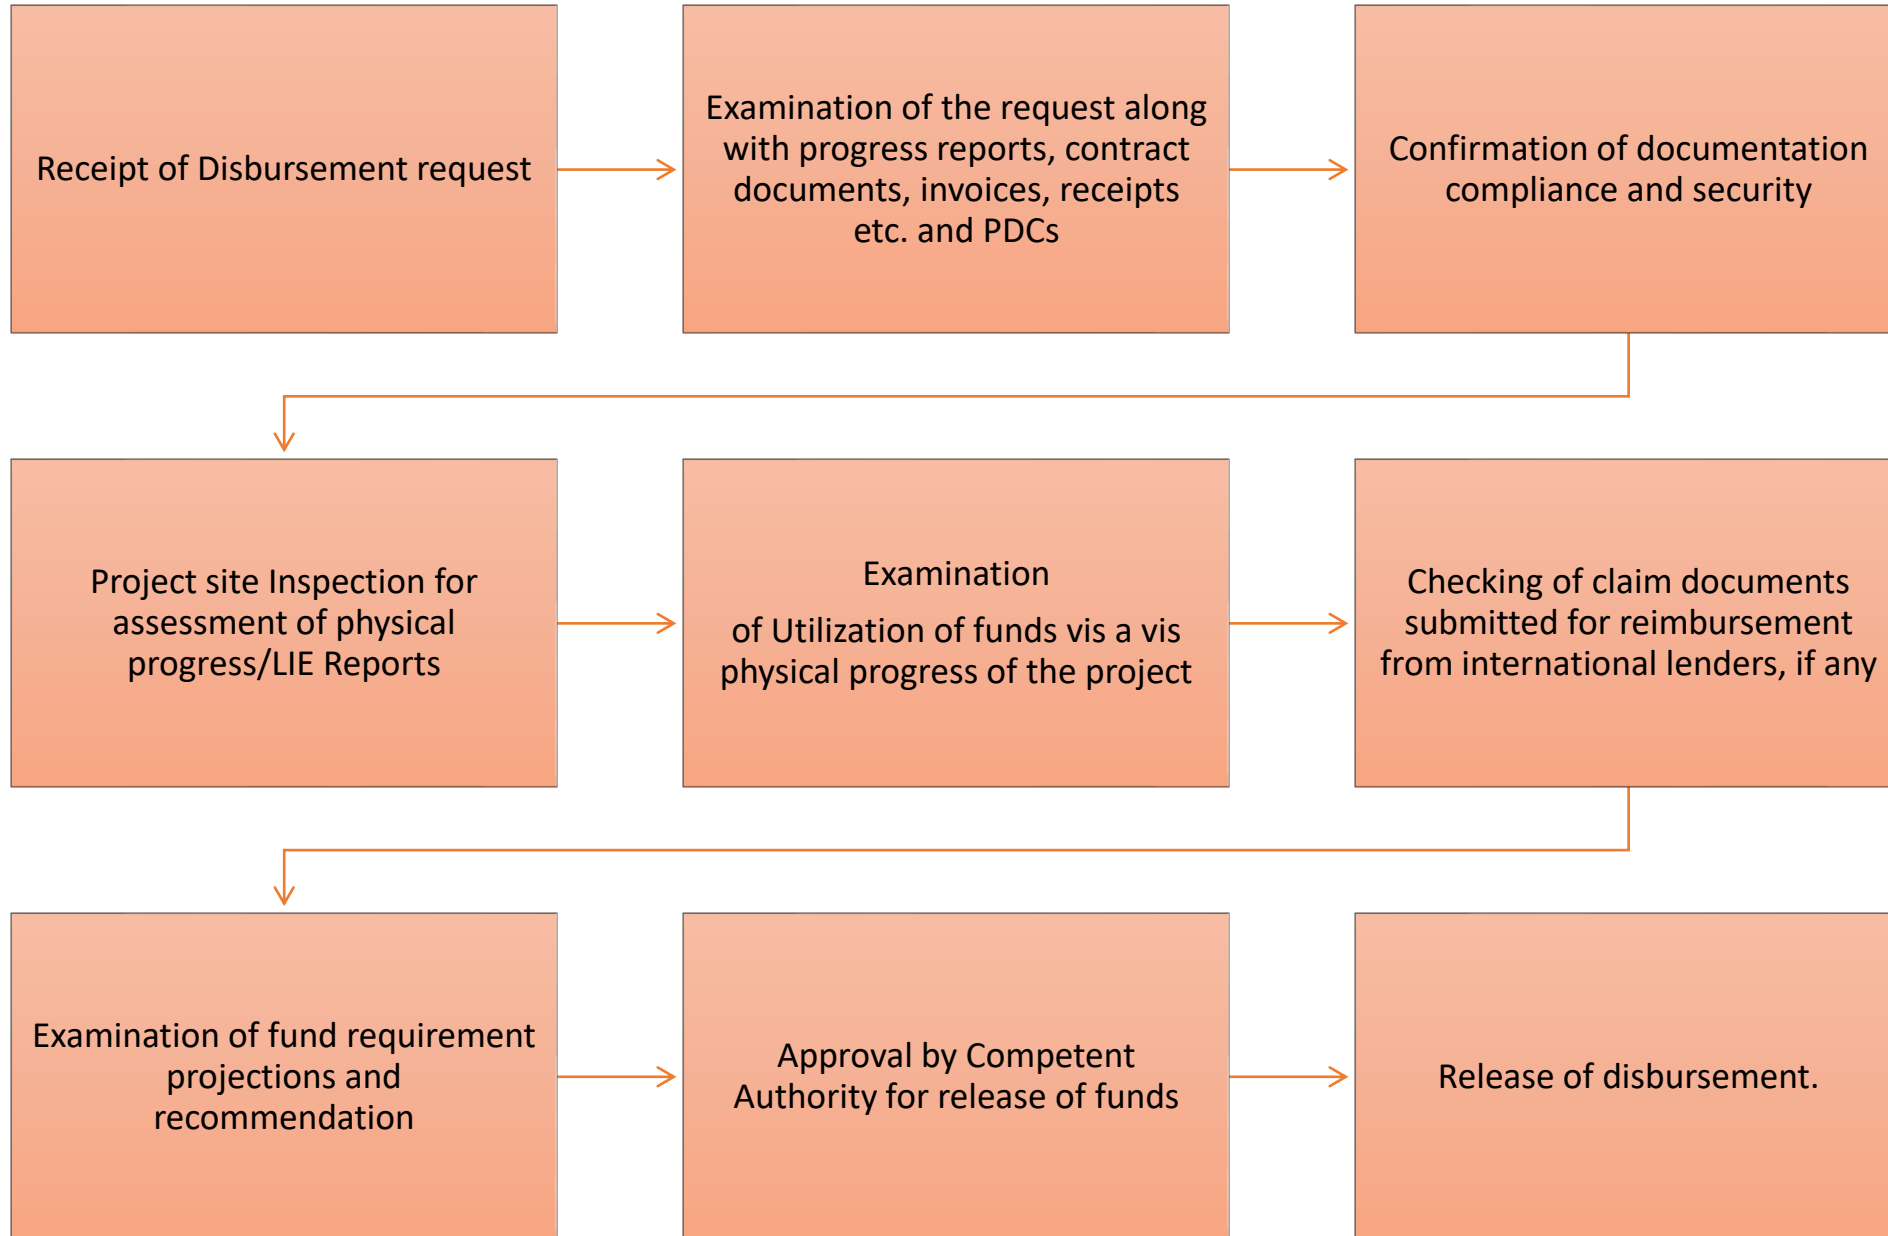 Receipt of Disbursement request
Examination of the request along
with progress reports, contract
documents, invoices, receipts
etc. and PDCs
Confirmation of documentation
compliance and security
Project site Inspection for
assessment of physical
progress/LIE Reports
Examination
of Utilization of funds vis a vis
physical progress of the project
Checking of claim documents
submitted for reimbursement
from international lenders, if any
Examination of fund requirement
projections and
recommendation
Approval by Competent
Authority for release of funds
Release of disbursement.